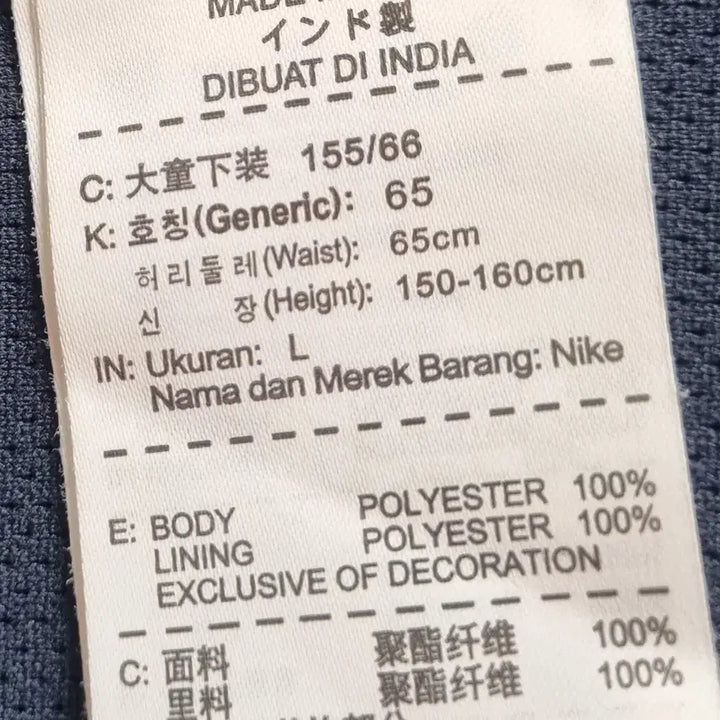 MADE
インド製
DIBUAT DI INDIA
C: 大童下装 155/66
K: 호칭(Generic): 65
허리둘레(Waist): 65cm
신 장(Height): 150-160cm
IN: Ukuran: L
Nama dan Merek Barang: Nike
E: BODY POLYESTER 100%
LINING POLYESTER 100%
EXCLUSIVE OF DECORATION
C: 面料 聚酯纤维 100%
里料 聚酯纤维 100%